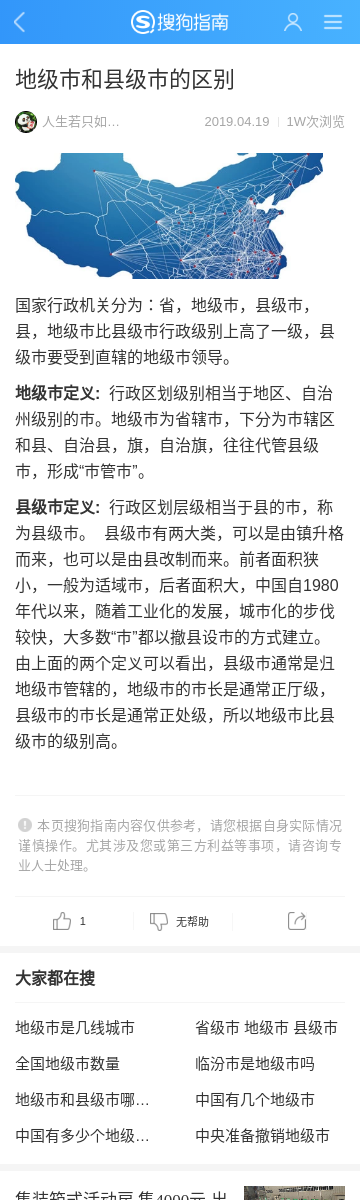 搜狗指南
地级市和县级市的区别
人生若只如…
2019.04.19 1W次浏览
国家行政机关分为：省，地级市，县级市，
县，地级市比县级市行政级别上高了一级，县
级市要受到直辖的地级市领导。
地级市定义: 行政区划级别相当于地区、自治
州级别的市。地级市为省辖市，下分为市辖区
和县、自治县，旗，自治旗，往往代管县级
市，形成“市管市”。
县级市定义: 行政区划层级相当于县的市，称
为县级市。 县级市有两大类，可以是由镇升格
而来，也可以是由县改制而来。前者面积狭
小，一般为适域市，后者面积大，中国自1980
年代以来，随着工业化的发展，城市化的步伐
较快，大多数“市”都以撤县设市的方式建立。
由上面的两个定义可以看出，县级市通常是归
地级市管辖的，地级市的市长是通常正厅级，
县级市的市长是通常正处级，所以地级市比县
级市的级别高。
本页搜狗指南内容仅供参考，请您根据自身实际情况
谨慎操作。尤其涉及您或第三方利益等事项，请咨询专
业人士处理。
1 无帮助
大家都在搜
地级市是几线城市 省级市 地级市 县级市
全国地级市数量 临汾市是地级市吗
地级市和县级市哪… 中国有几个地级市
中国有多少个地级… 中央准备撤销地级市
集装箱式活动房 售4000元 出